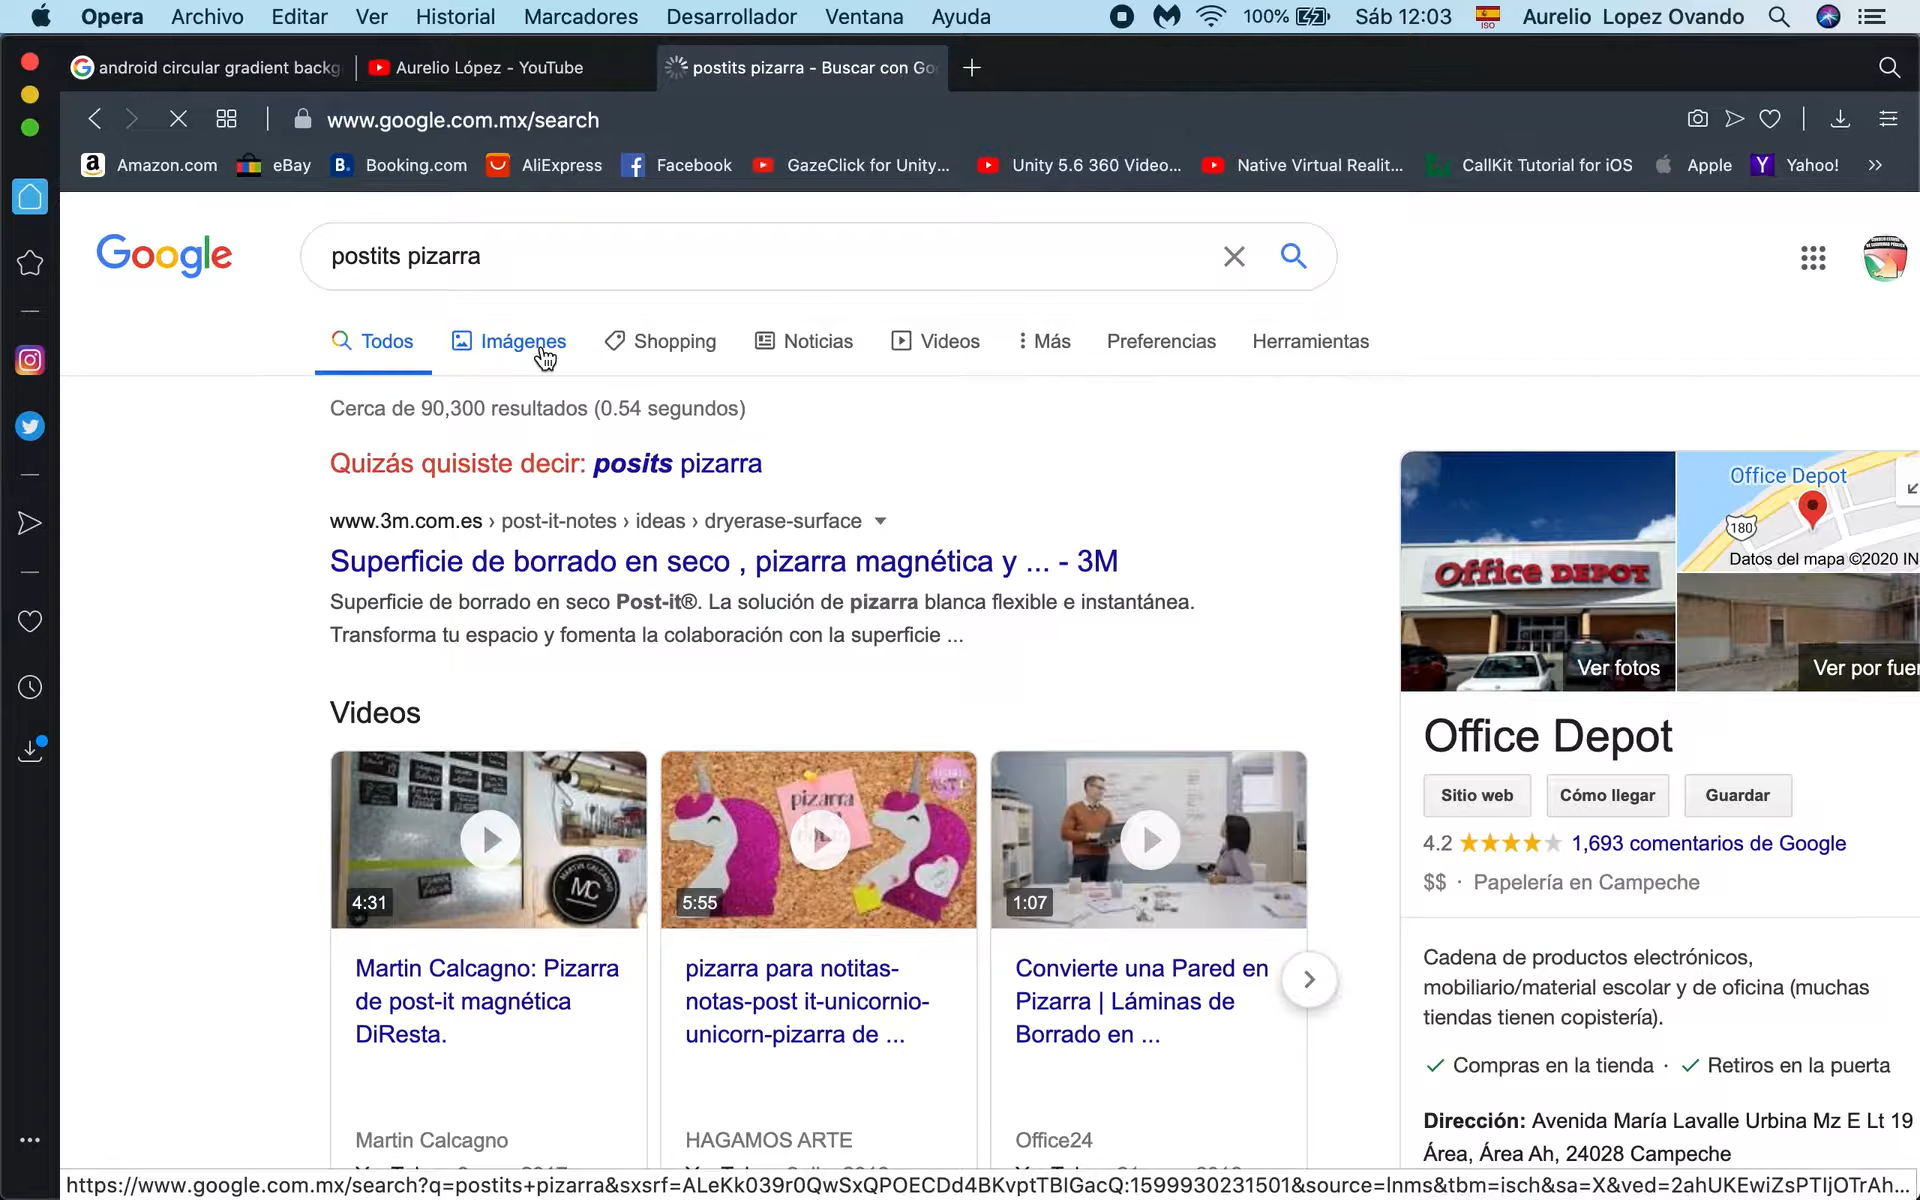 Opera Archivo Editar Ver Historial Marcadores Desarrollador Ventana Ayuda 100% Sáb 12:03 ISO Aurelio Lopez Ovando
android circular gradient backg Aurelio López - YouTube postits pizarra - Buscar con Go
www.google.com.mx/search
Amazon.com eBay Booking.com AliExpress Facebook GazeClick for Unity... Unity 5.6 360 Video... Native Virtual Realit... CallKit Tutorial for iOS Apple Yahoo!
Google postits pizarra
Todos Imágenes Shopping Noticias Videos Más Preferencias Herramientas
Cerca de 90,300 resultados (0.54 segundos)
Quizás quisiste decir: posits pizarra
www.3m.com.es › post-it-notes › ideas › dryerase-surface
Superficie de borrado en seco , pizarra magnética y ... - 3M
Superficie de borrado en seco Post-it®. La solución de pizarra blanca flexible e instantánea.
Transforma tu espacio y fomenta la colaboración con la superficie ...
Videos
pizarra
MC
4:31 5:55 1:07
Martin Calcagno: Pizarra
de post-it magnética
DiResta.
Martin Calcagno
pizarra para notitas-
notas-post it-unicornio-
unicorn-pizarra de ...
HAGAMOS ARTE
Convierte una Pared en
Pizarra | Láminas de
Borrado en ...
Office24
Office Depot
180
Datos del mapa ©2020 IN
Office DEPOT
Ver fotos
Ver por fuer
Office Depot
Sitio web Cómo llegar Guardar
4.2 1,693 comentarios de Google
$$ · Papelería en Campeche
Cadena de productos electrónicos,
mobiliario/material escolar y de oficina (muchas
tiendas tienen copistería).
Compras en la tienda · Retiros en la puerta
Dirección: Avenida María Lavalle Urbina Mz E Lt 19
Área, Área Ah, 24028 Campeche
https://www.google.com.mx/search?q=postits+pizarra&sxsrf=ALeKk039r0QwSxQPOECDd4BKvptTBlGacQ:1599930231501&source=lnms&tbm=isch&sa=X&ved=2ahUKEwiZsPTljOTrAh...